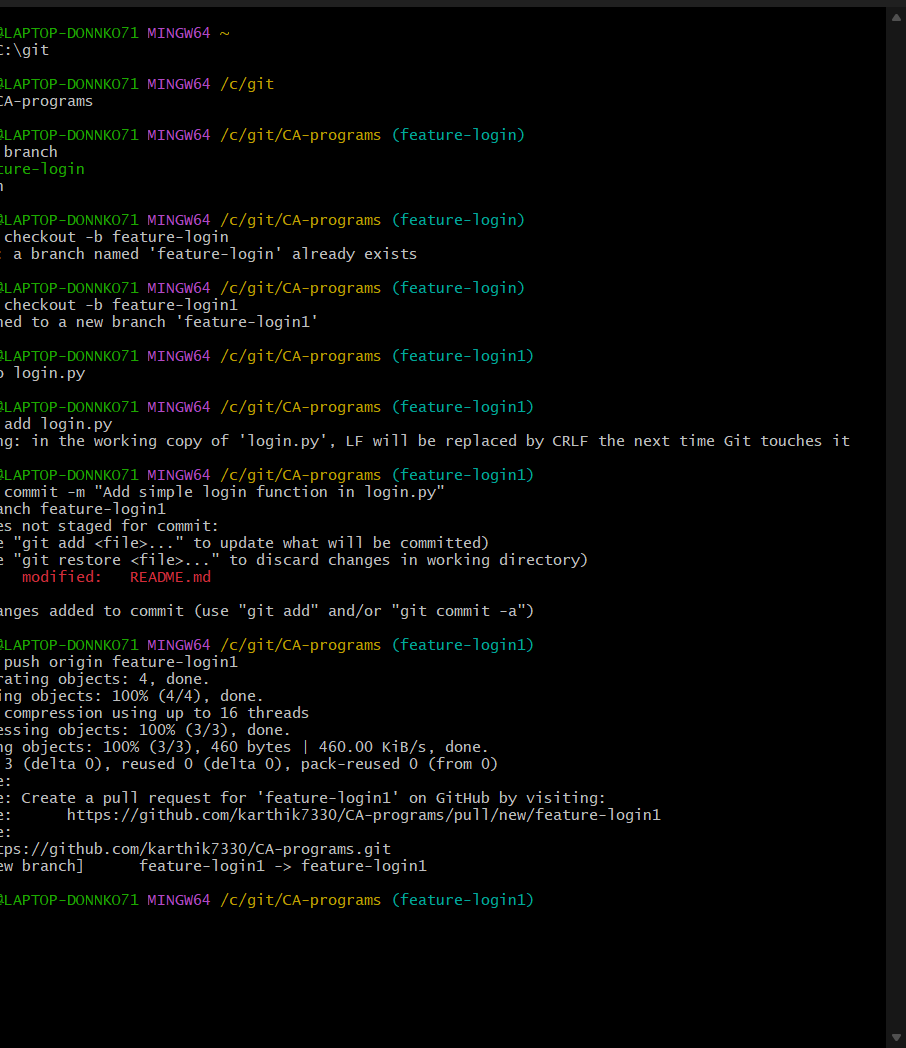 @LAPTOP-DONNKO71 MINGW64 ~
C:\git
@LAPTOP-DONNKO71 MINGW64 /c/git
CA-programs
@LAPTOP-DONNKO71 MINGW64 /c/git/CA-programs (feature-login)
branch
ture-login
n
@LAPTOP-DONNKO71 MINGW64 /c/git/CA-programs (feature-login)
checkout -b feature-login
: a branch named 'feature-login' already exists
@LAPTOP-DONNKO71 MINGW64 /c/git/CA-programs (feature-login)
checkout -b feature-login1
hed to a new branch 'feature-login1'
@LAPTOP-DONNKO71 MINGW64 /c/git/CA-programs (feature-login1)
o login.py
@LAPTOP-DONNKO71 MINGW64 /c/git/CA-programs (feature-login1)
add login.py
ng: in the working copy of 'login.py', LF will be replaced by CRLF the next time Git touches it
@LAPTOP-DONNKO71 MINGW64 /c/git/CA-programs (feature-login1)
commit -m "Add simple login function in login.py"
anch feature-login1
es not staged for commit:
e "git add <file>..." to update what will be committed)
e "git restore <file>..." to discard changes in working directory)
modified:   README.md
anges added to commit (use "git add" and/or "git commit -a")
@LAPTOP-DONNKO71 MINGW64 /c/git/CA-programs (feature-login1)
push origin feature-login1
rating objects: 4, done.
ing objects: 100% (4/4), done.
compression using up to 16 threads
essing objects: 100% (3/3), done.
ng objects: 100% (3/3), 460 bytes | 460.00 KiB/s, done.
3 (delta 0), reused 0 (delta 0), pack-reused 0 (from 0)
e:
e: Create a pull request for 'feature-login1' on GitHub by visiting:
e:      https://github.com/karthik7330/CA-programs/pull/new/feature-login1
e:
tps://github.com/karthik7330/CA-programs.git
ew branch]      feature-login1 -> feature-login1
@LAPTOP-DONNKO71 MINGW64 /c/git/CA-programs (feature-login1)